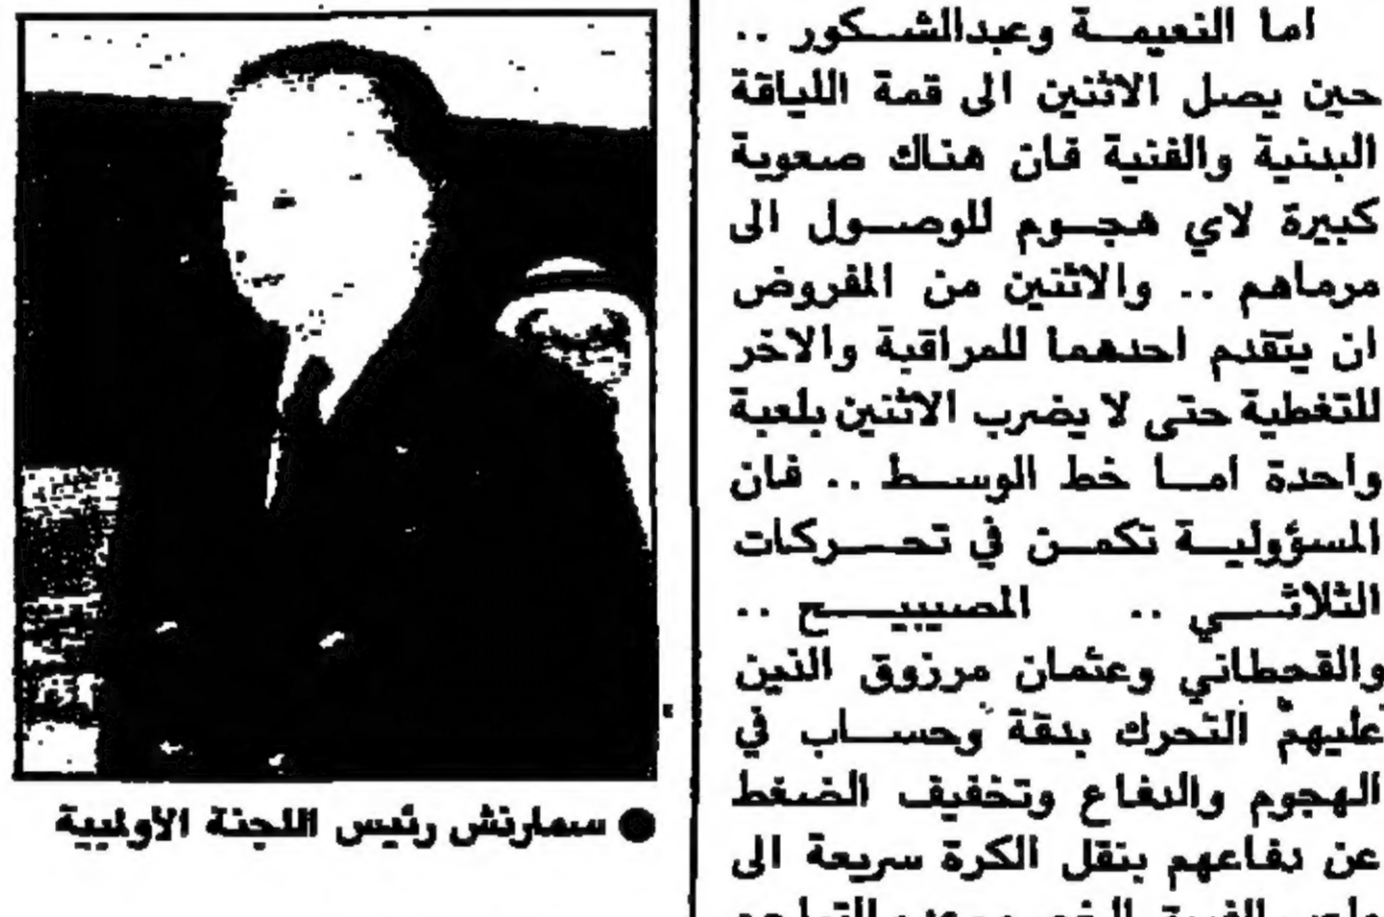 اما النعيمة وعبدالشكور ..
حين يصل الاثنين الى قمة اللياقة
البدنية والفنية فان هناك صعوبة
كبيرة لاي هجوم للوصول الى
مرماهم .. والاثنين من المفروض
ان يتقدم احدهما للمراقبة والاخر
للتغطية حتى لا يضرب الاثنين بلعبة
واحدة اما خط الوسط .. فان
المسؤولية تكمن في تحركات
الثلاثي .. المصيبيح ..
والقحطاني وعثمان مرزوق الذين
عليهم التحرك بدقة وحساب في
الهجوم والدفاع وتخفيف الضغط
عن دفاعهم بنقل الكرة سريعة الى
● سمارنش رئيس اللجنة الأولمبية